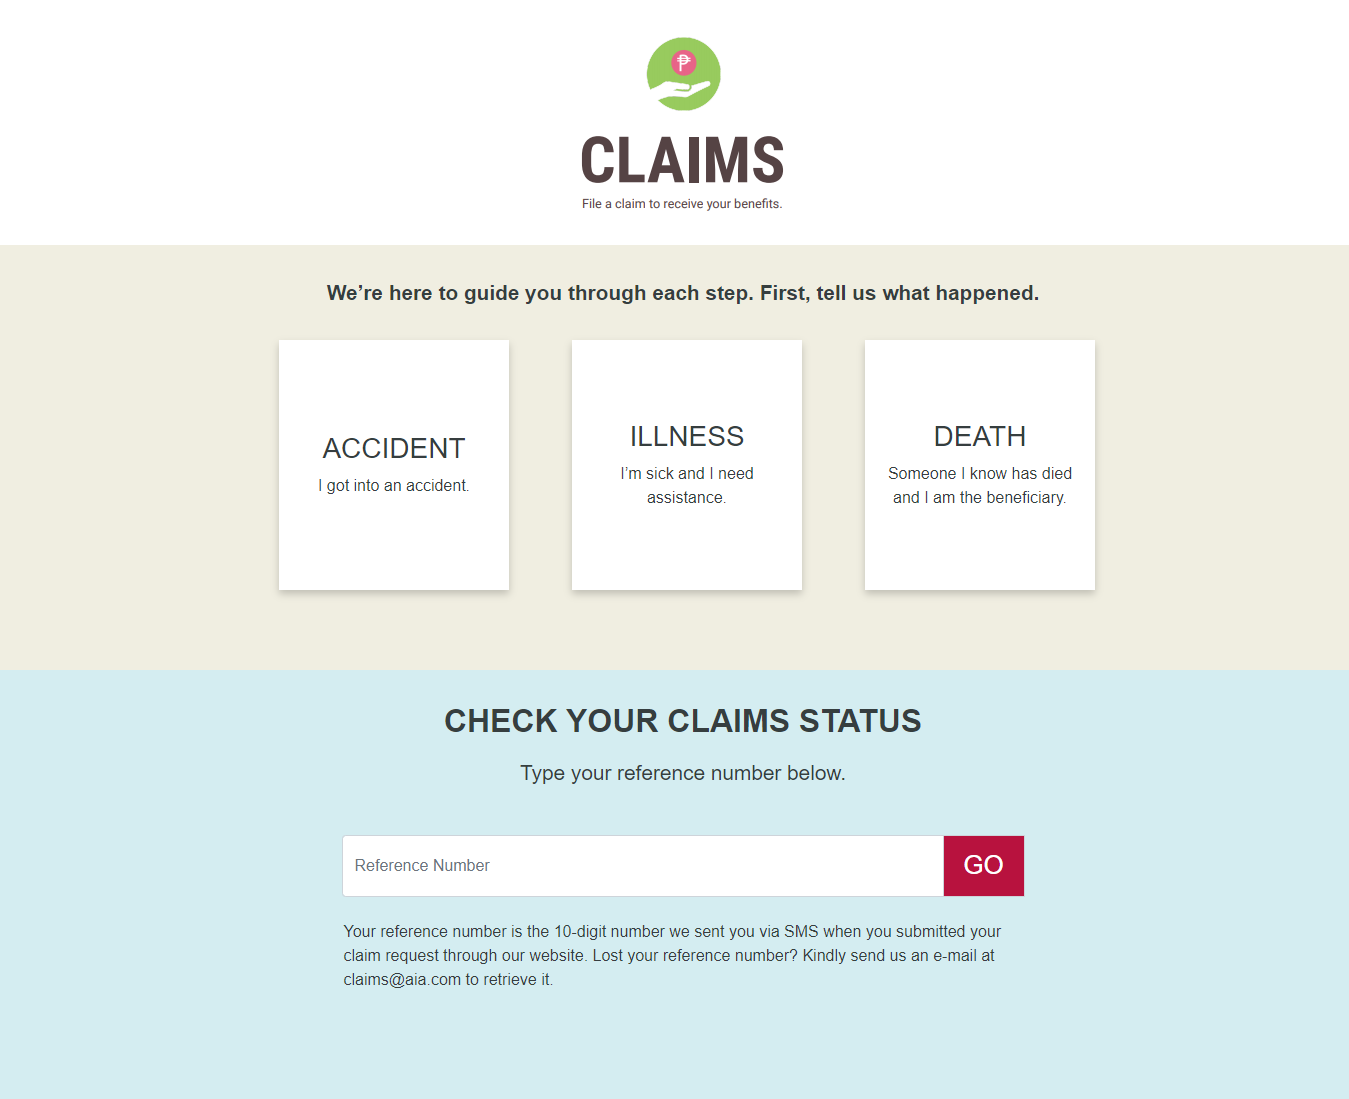 ₱
CLAIMS
File a claim to receive your benefits.
We’re here to guide you through each step. First, tell us what happened.
ACCIDENT
I got into an accident.
ILLNESS
I’m sick and I need
assistance.
DEATH
Someone I know has died
and I am the beneficiary.
CHECK YOUR CLAIMS STATUS
Type your reference number below.
Reference Number
GO
Your reference number is the 10-digit number we sent you via SMS when you submitted your
claim request through our website. Lost your reference number? Kindly send us an e-mail at
claims@aia.com to retrieve it.